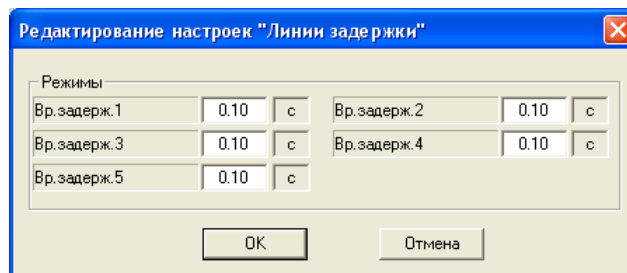 Редактирование настроек "Линии задержки"
Режимы
Вр.задерж.1 0.10 с Вр.задерж.2 0.10 с
Вр.задерж.3 0.10 с Вр.задерж.4 0.10 с
Вр.задерж.5 0.10 с
OK Отмена